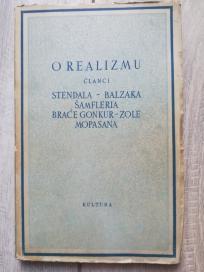 O REALIZMU
ČLANCI
STENDALA - BALZAKA
ŠAMFLERIA
BRAĆE GONKUR - ZOLE
MOPASANA
KULTURA